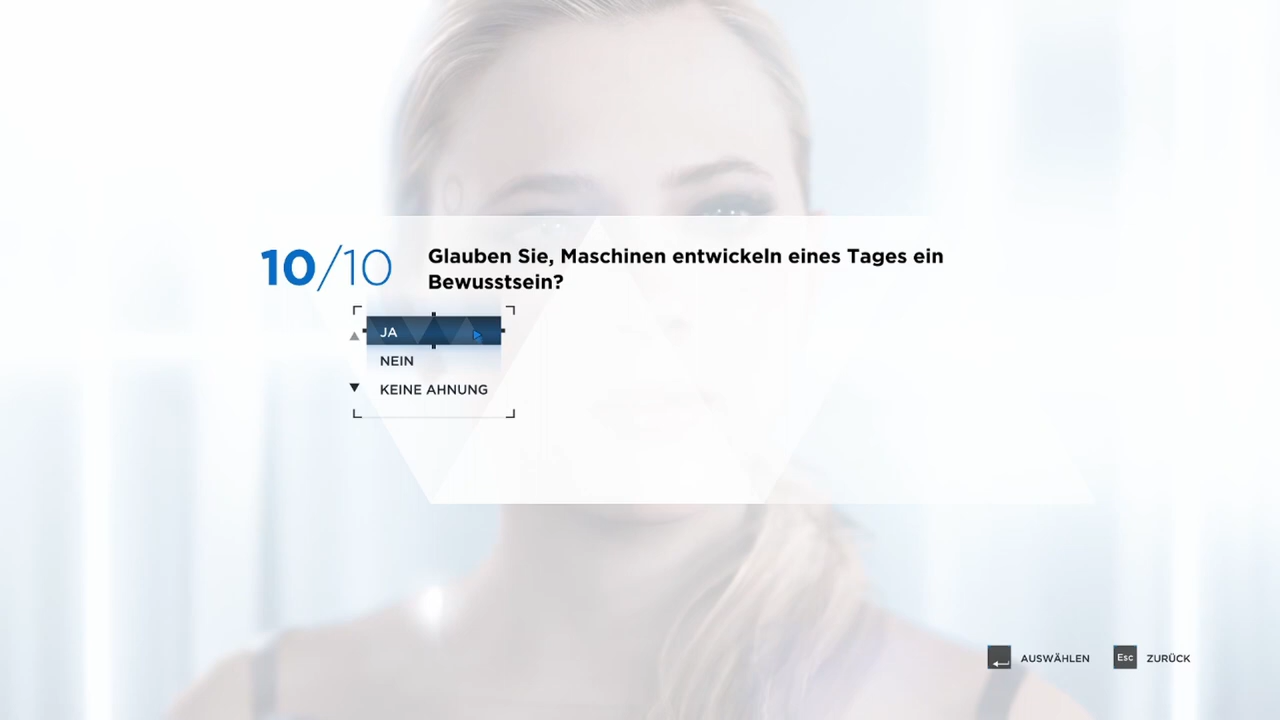 10/10
Glauben Sie, Maschinen entwickeln eines Tages ein
Bewusstsein?
JA
NEIN
KEINE AHNUNG
AUSWÄHLEN
Esc ZURÜCK